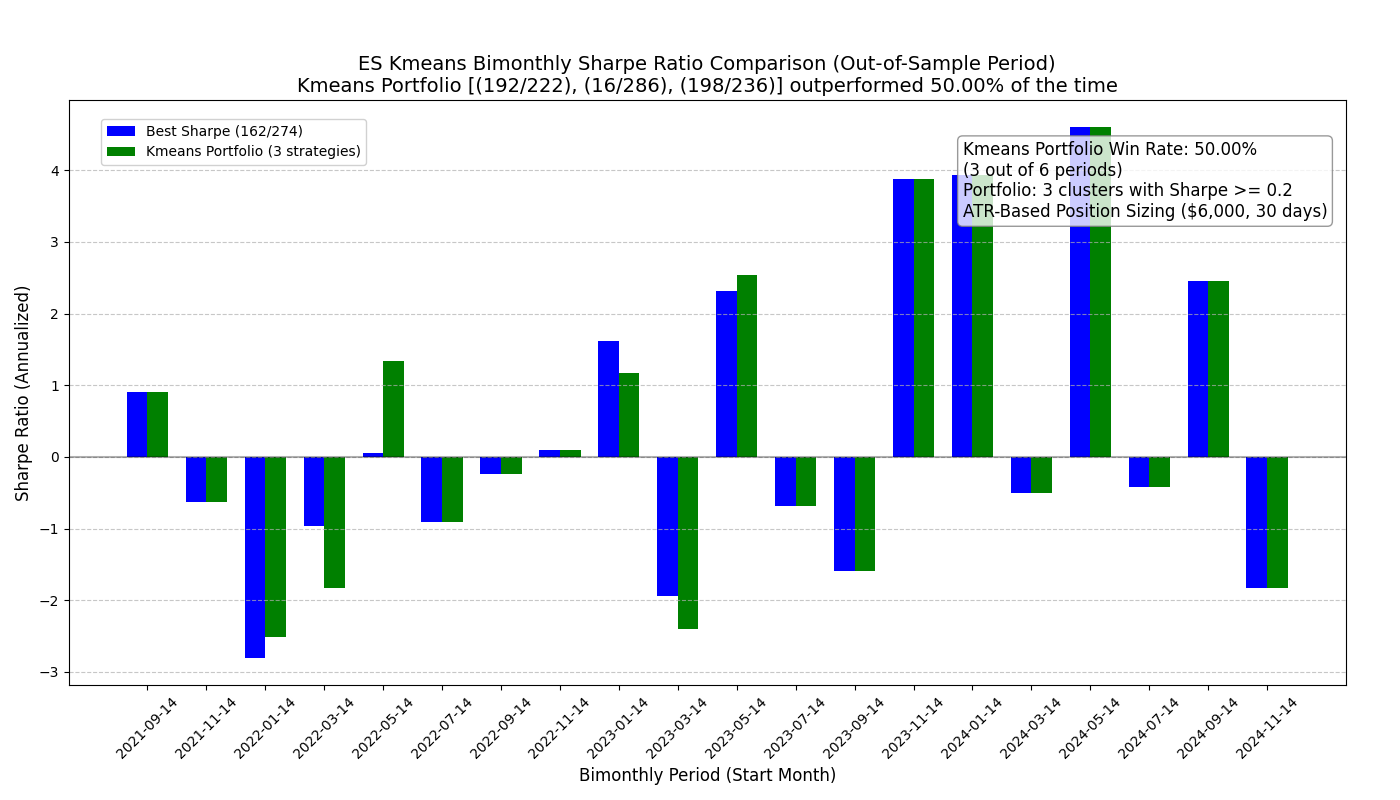 ES Kmeans Bimonthly Sharpe Ratio Comparison (Out-of-Sample Period)
Kmeans Portfolio [(192/222), (16/286), (198/236)] outperformed 50.00% of the time
Best Sharpe (162/274)
Kmeans Portfolio (3 strategies)
Kmeans Portfolio Win Rate: 50.00%
(3 out of 6 periods)
Portfolio: 3 clusters with Sharpe >= 0.2
ATR-Based Position Sizing ($6,000, 30 days)
Sharpe Ratio (Annualized)
4
3
2
1
0
−1
−2
−3
2021-09-14
2021-11-14
2022-01-14
2022-03-14
2022-05-14
2022-07-14
2022-09-14
2022-11-14
2023-01-14
2023-03-14
2023-05-14
2023-07-14
2023-09-14
2023-11-14
2024-01-14
2024-03-14
2024-05-14
2024-07-14
2024-09-14
2024-11-14
Bimonthly Period (Start Month)